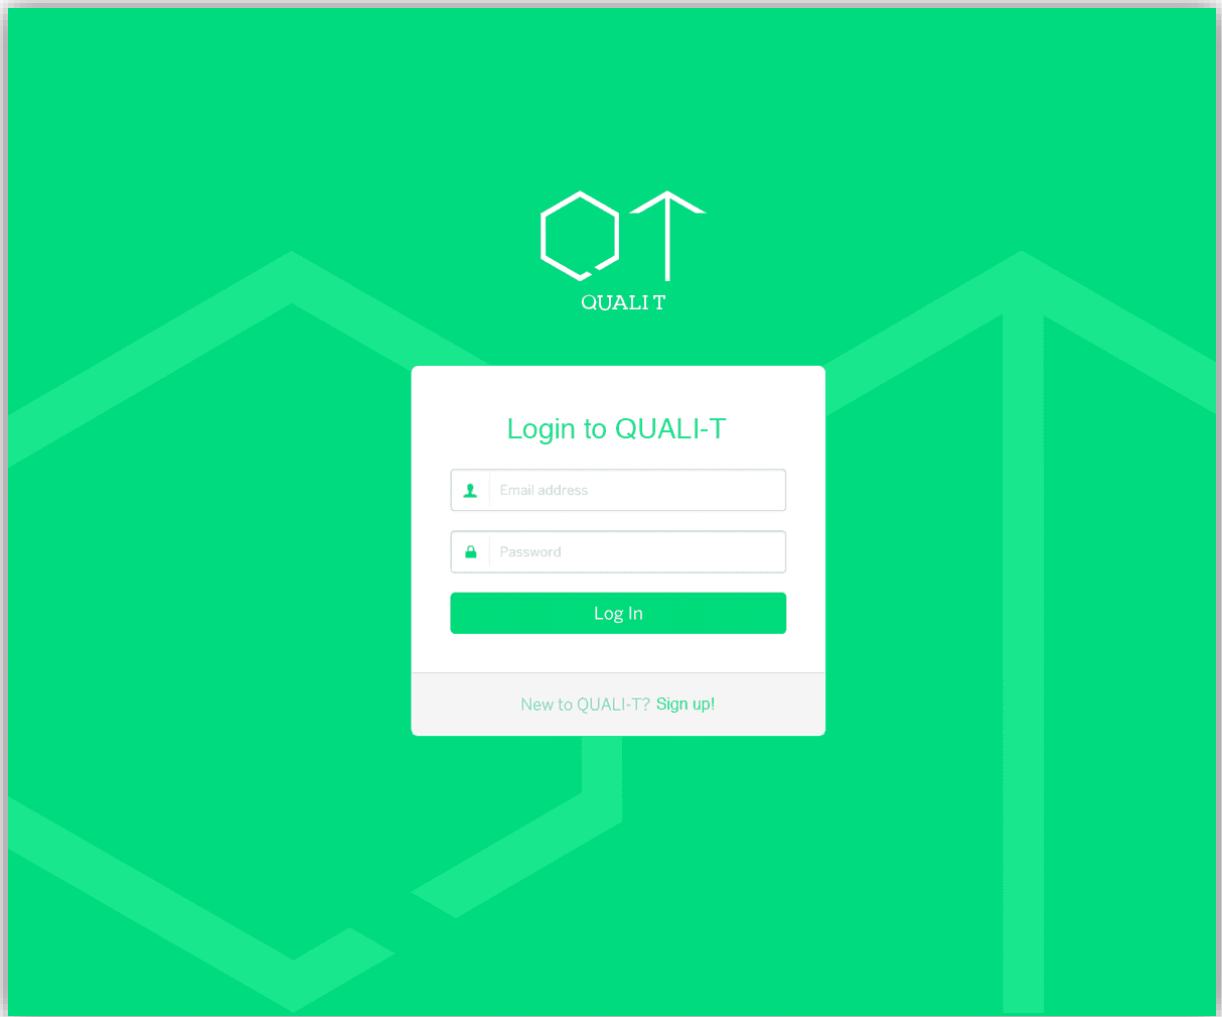 QUALI T
Login to QUALI-T
Email address
Password
Log In
New to QUALI-T? Sign up!